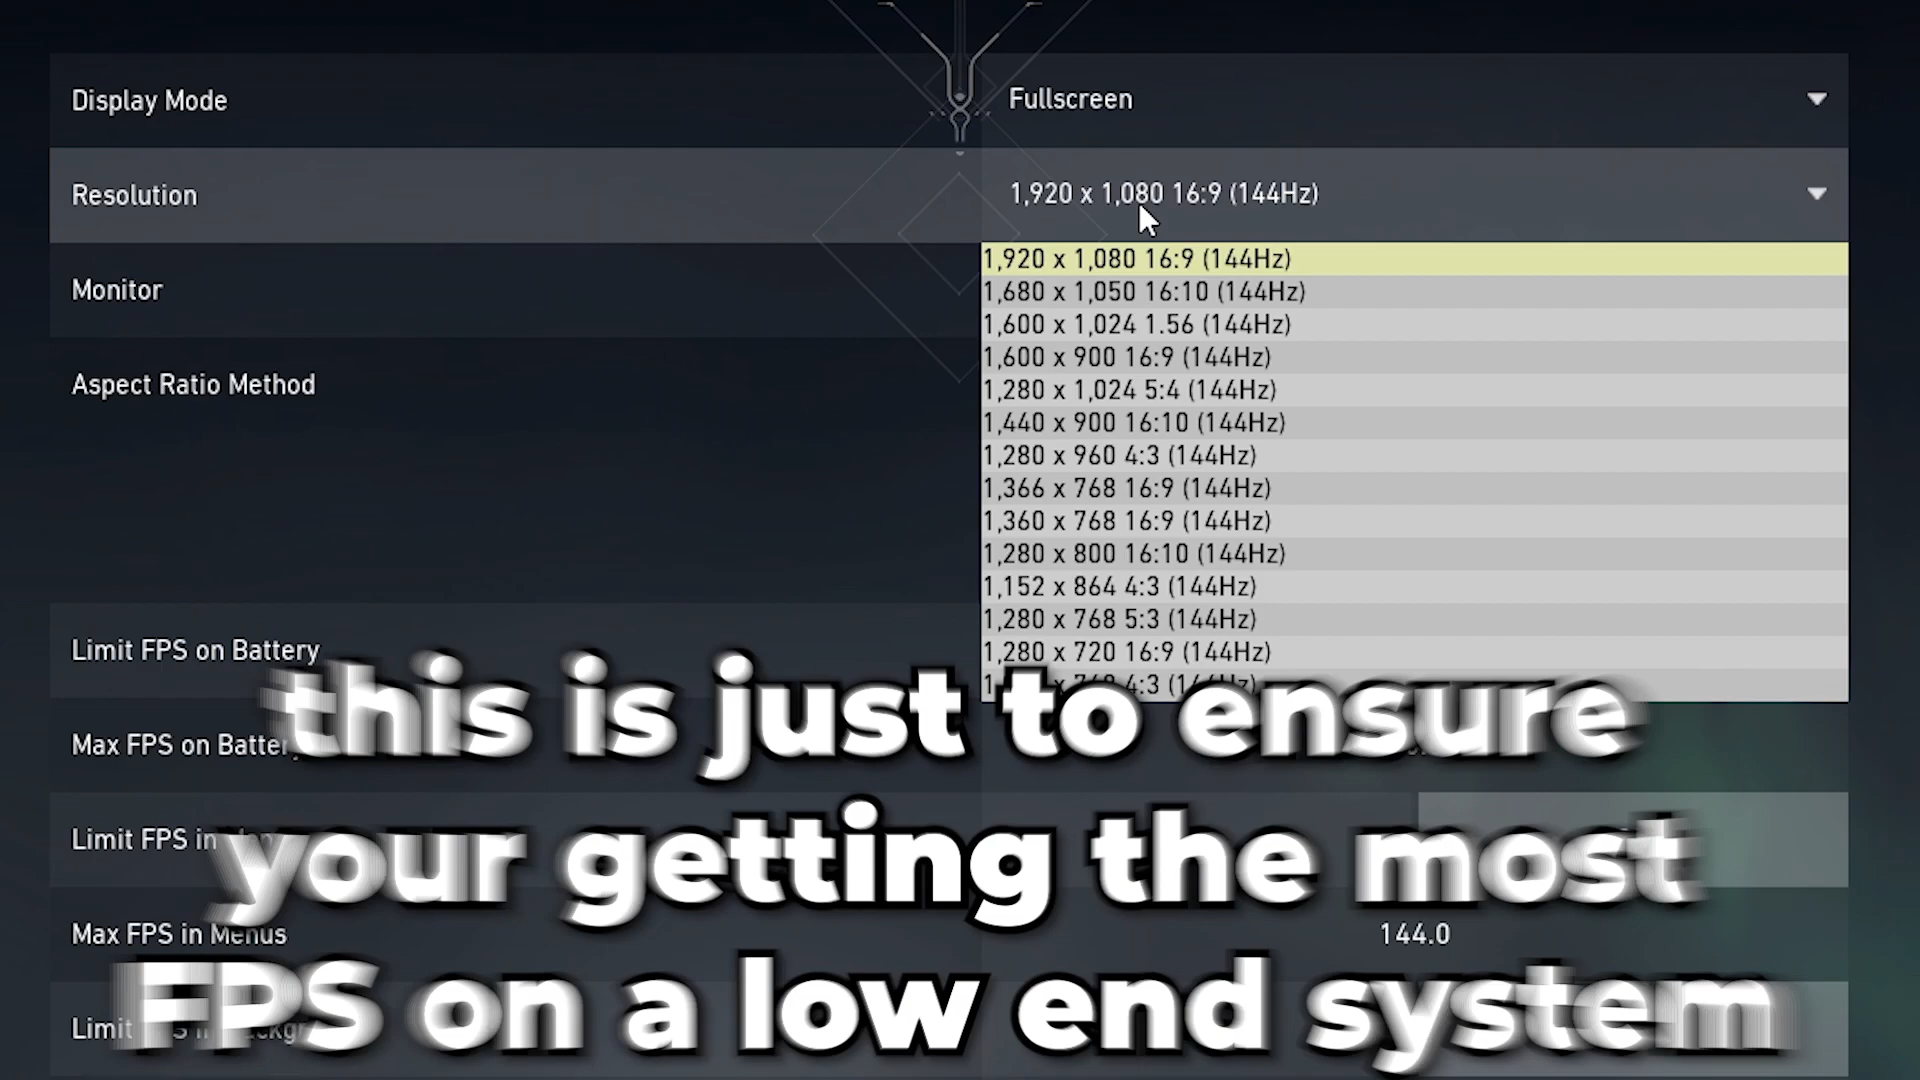 Display Mode
Fullscreen
Resolution
1,920 x 1,080 16:9 (144Hz)
1,920 x 1,080 16:9 (144Hz)
1,680 x 1,050 16:10 (144Hz)
1,600 x 1,024 1.56 (144Hz)
1,600 x 900 16:9 (144Hz)
1,280 x 1,024 5:4 (144Hz)
1,440 x 900 16:10 (144Hz)
1,280 x 960 4:3 (144Hz)
1,366 x 768 16:9 (144Hz)
1,360 x 768 16:9 (144Hz)
1,280 x 800 16:10 (144Hz)
1,152 x 864 4:3 (144Hz)
1,280 x 768 5:3 (144Hz)
1,280 x 720 16:9 (144Hz)
x 768 4:3
Monitor
Aspect Ratio Method
Limit FPS on Battery
Max FPS on Battery
Limit FPS in
Max FPS in Menus
144.0
Limit
this is just to ensure
your getting the most
FPS on a low end system